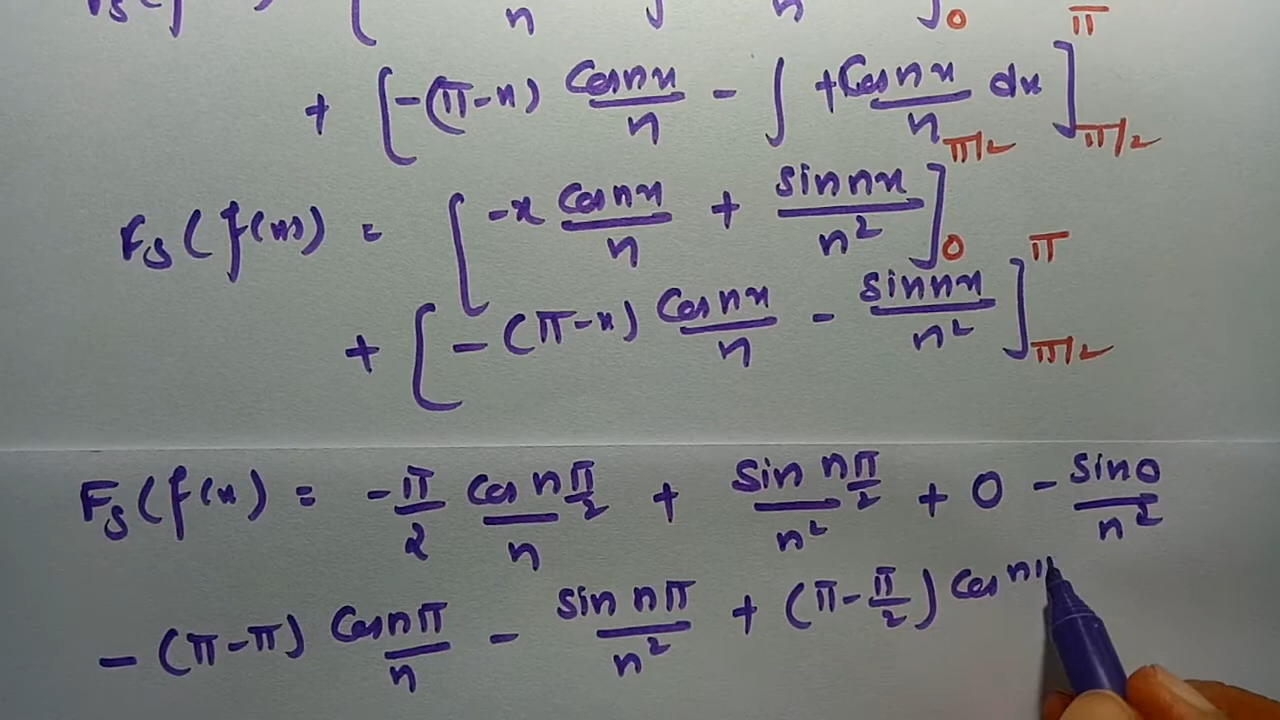 n n ]0
+ [-(π-x) cos nx/n - ∫ + cos nx/n dx]π/2 π
Fs(f(x)) = [-x cos nx/n + sin nx/n²]0 π/2
+ [-(π-x) cos nx/n - sin nx/n²]π/2 π
Fs(f(x) = -π/2 cos nπ/2/n + sin nπ/2/n² + 0 - sin0/n²
-(π-π) cos nπ/n - sin nπ/n² + (π-π/2) cos n